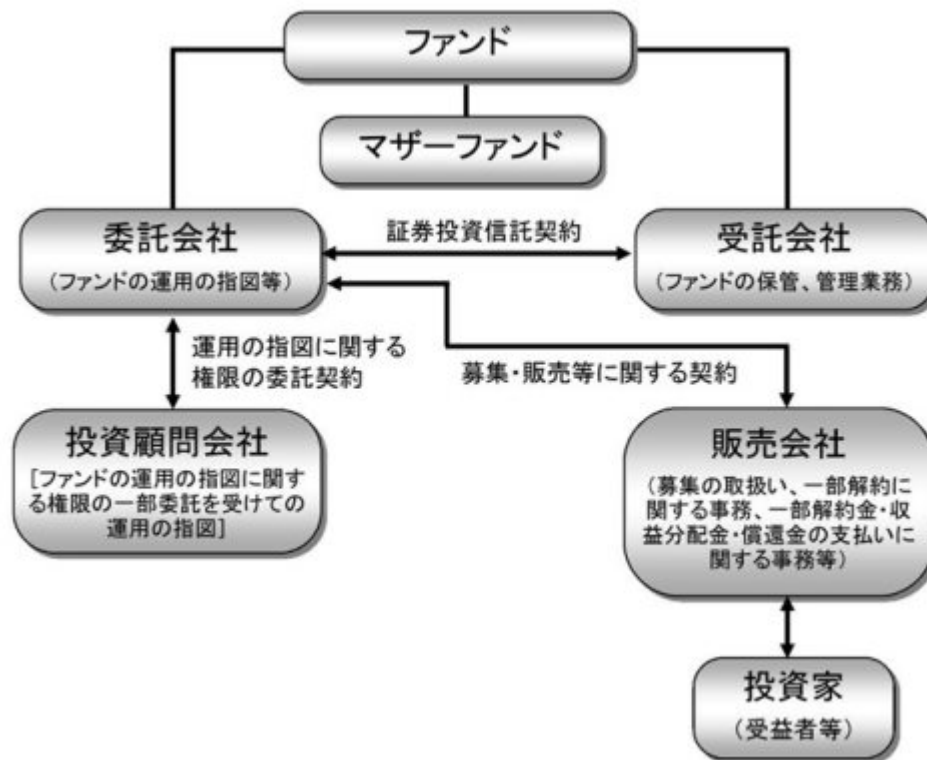 ファンド
マザーファンド
委託会社
(ファンドの運用の指図等)
証券投資信託契約
受託会社
(ファンドの保管、管理業務)
運用の指図に関する
権限の委託契約
募集・販売等に関する契約
投資顧問会社
[ファンドの運用の指図に関す
る権限の一部委託を受けての
運用の指図]
販売会社
(募集の取扱い、一部解約に
関する事務、一部解約金・収
益分配金・償還金の支払いに
関する事務等)
投資家
(受益者等)